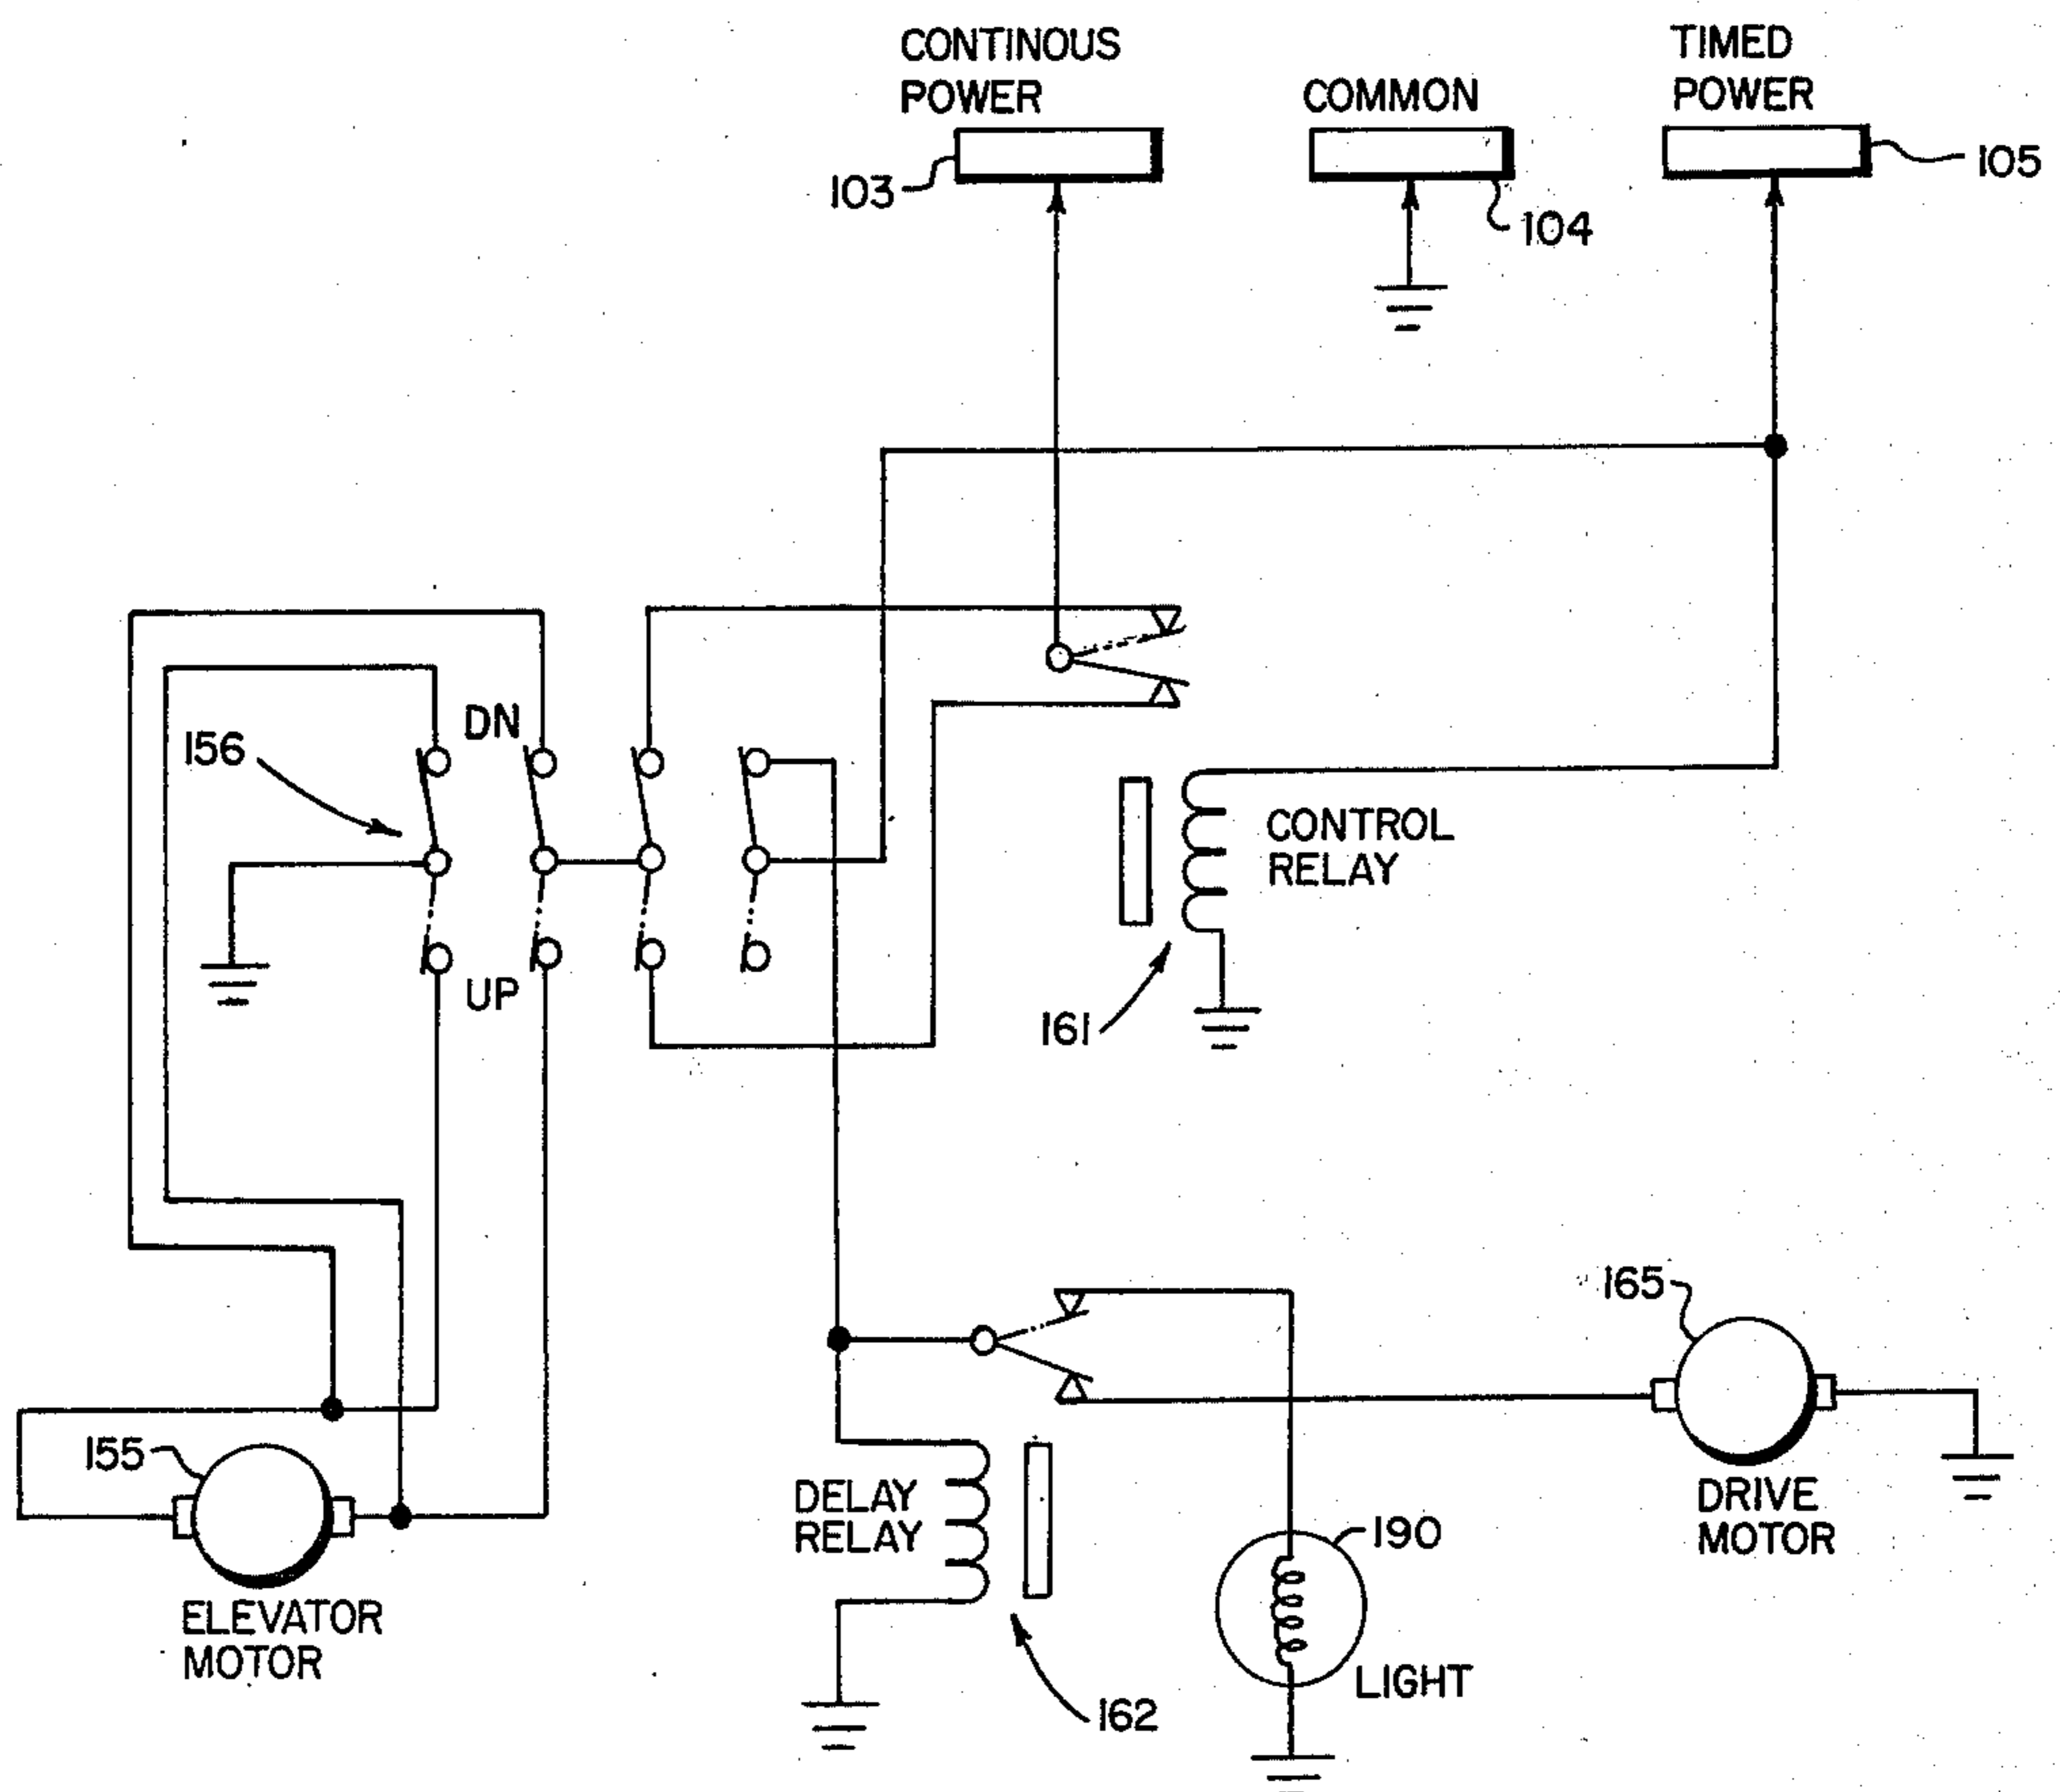 CONTINOUS
POWER
COMMON
TIMED
POWER
103
104
105
DN
156
UP
CONTROL
RELAY
161
165
155
DELAY
RELAY
190
DRIVE
MOTOR
ELEVATOR
MOTOR
LIGHT
162